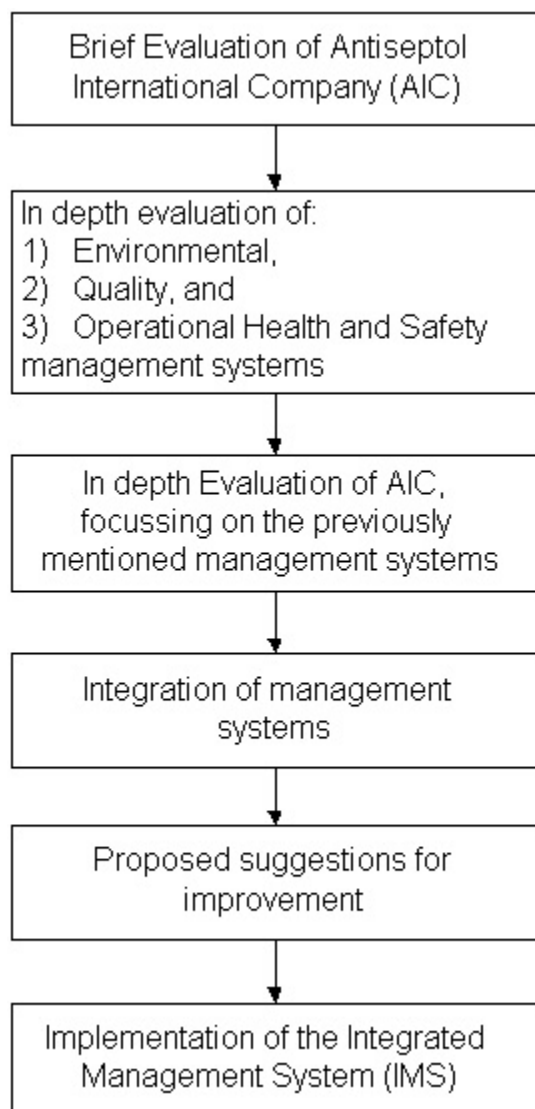 Brief Evaluation of Antiseptol
International Company (AIC)
In depth evaluation of:
1) Environmental,
2) Quality, and
3) Operational Health and Safety
management systems
In depth Evaluation of AIC,
focussing on the previously
mentioned management systems
Integration of management
systems
Proposed suggestions for
improvement
Implementation of the Integrated
Management System (IMS)